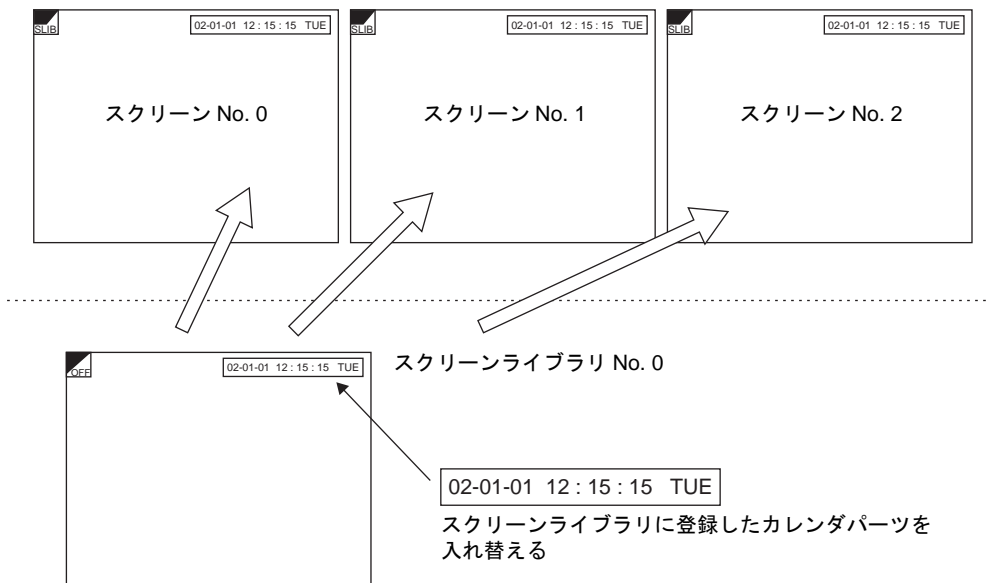 SLIB
02-01-01 12 : 15 : 15 TUE
SLIB
02-01-01 12 : 15 : 15 TUE
SLIB
02-01-01 12 : 15 : 15 TUE
スクリーン No. 0
スクリーン No. 1
スクリーン No. 2
OFF
02-01-01 12 : 15 : 15 TUE
スクリーンライブラリ No. 0
02-01-01 12 : 15 : 15 TUE
スクリーンライブラリに登録したカレンダパーツを
入れ替える